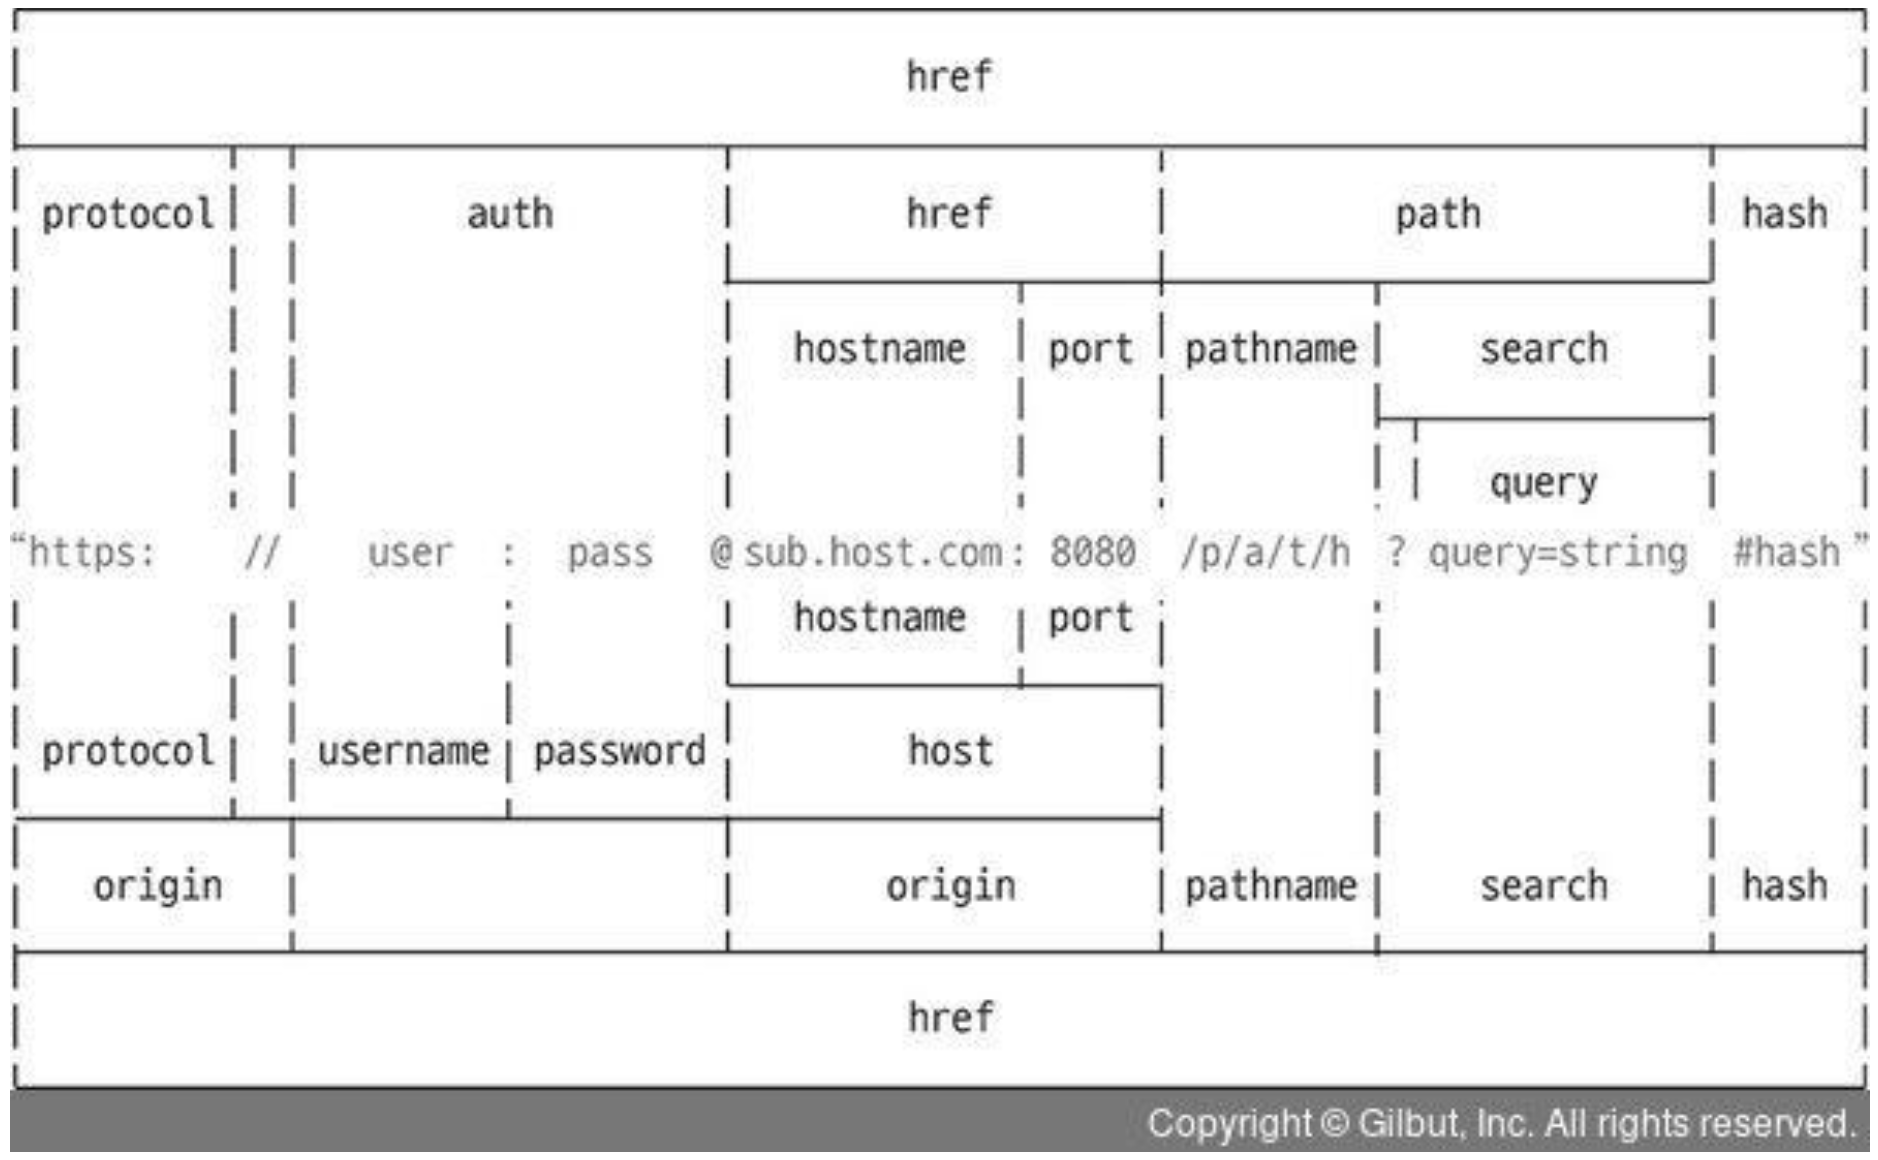 href
protocol auth href path hash
hostname port pathname search
query
“https: // user : pass @ sub.host.com : 8080 /p/a/t/h ? query=string #hash”
hostname port
protocol username password host
origin origin pathname search hash
href
Copyright © Gilbut, Inc. All rights reserved.